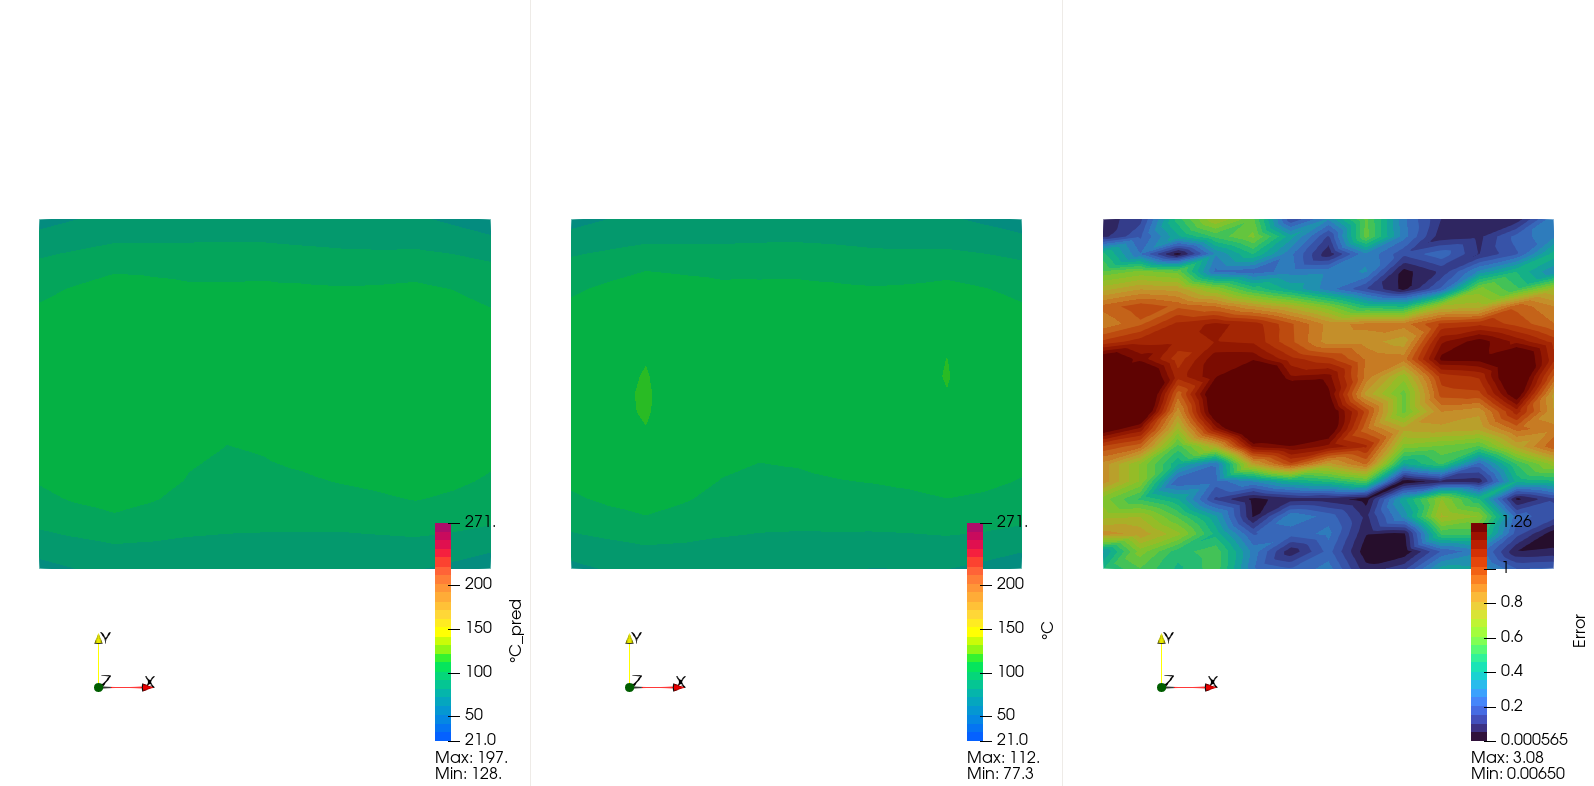 271.
200
150
100
50
21.0
°C_pred
Max: 197.
Min: 128.
Y
Z
X
271.
200
150
100
50
21.0
°C
Max: 112.
Min: 77.3
Y
Z
X
1.26
1
0.8
0.6
0.4
0.2
0.000565
Error
Max: 3.08
Min: 0.00650
Y
Z
X